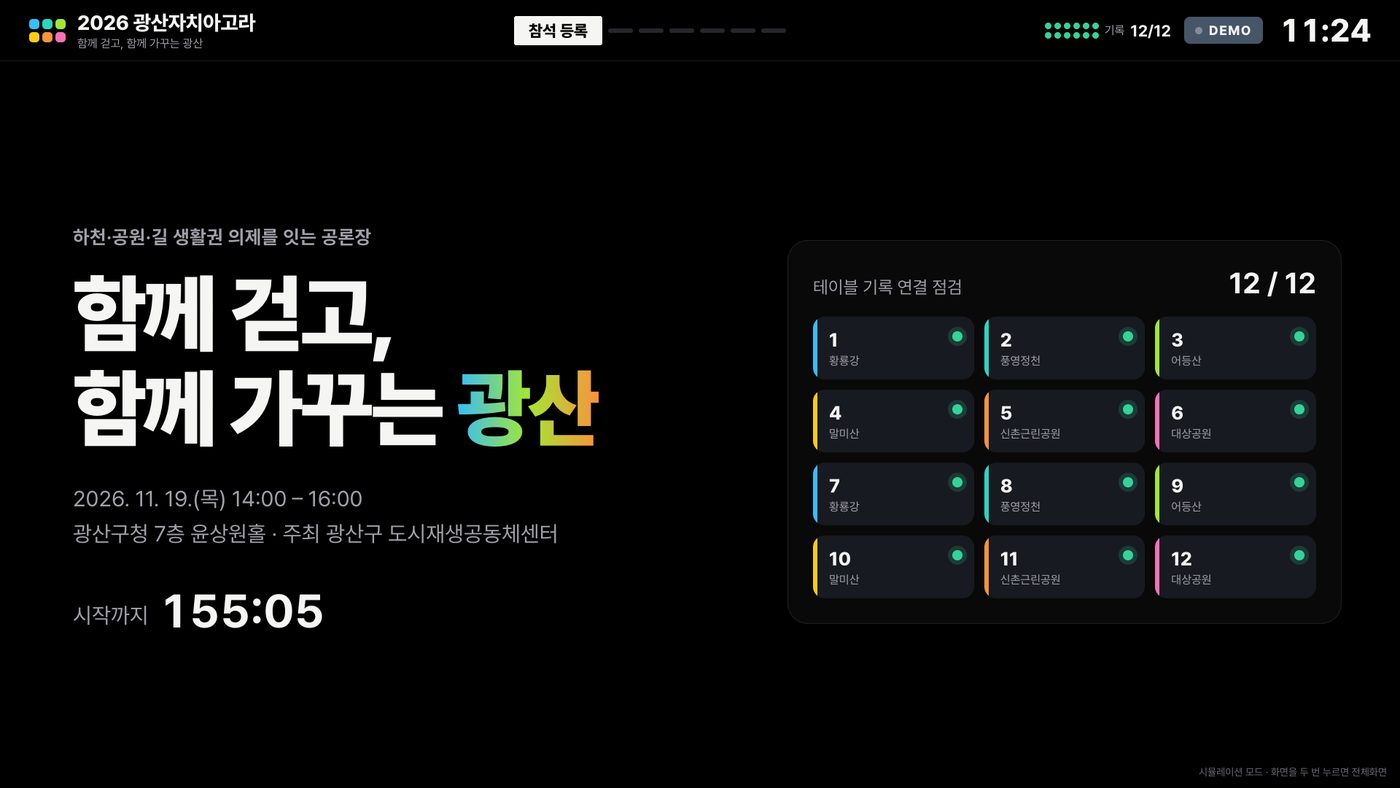 2026 광산자치아고라
함께 걷고, 함께 가꾸는 광산
참석 등록
기록 12/12
DEMO
11:24
하천·공원·길 생활권 의제를 잇는 공론장
함께 걷고,
함께 가꾸는 광산
2026. 11. 19.(목) 14:00 – 16:00
광산구청 7층 윤상원홀 · 주최 광산구 도시재생공동체센터
시작까지 155:05
테이블 기록 연결 점검
12 / 12
1
황룡강
2
풍영정천
3
어등산
4
말미산
5
신촌근린공원
6
대상공원
7
황룡강
8
풍영정천
9
어등산
10
말미산
11
신촌근린공원
12
대상공원
시뮬레이션 모드 · 화면을 두 번 누르면 전체화면